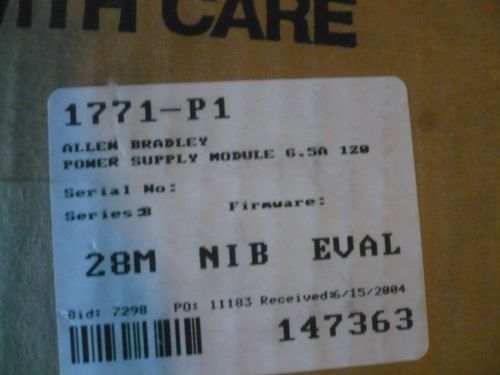 WITH CARE
1771-P1
ALLEN BRADLEY
POWER SUPPLY MODULE 6.5A 120
Serial No:
Series:B Firmware:
28M NIB EVAL
Bid: 7298 PO: 11183 Received:6/15/2004
147363